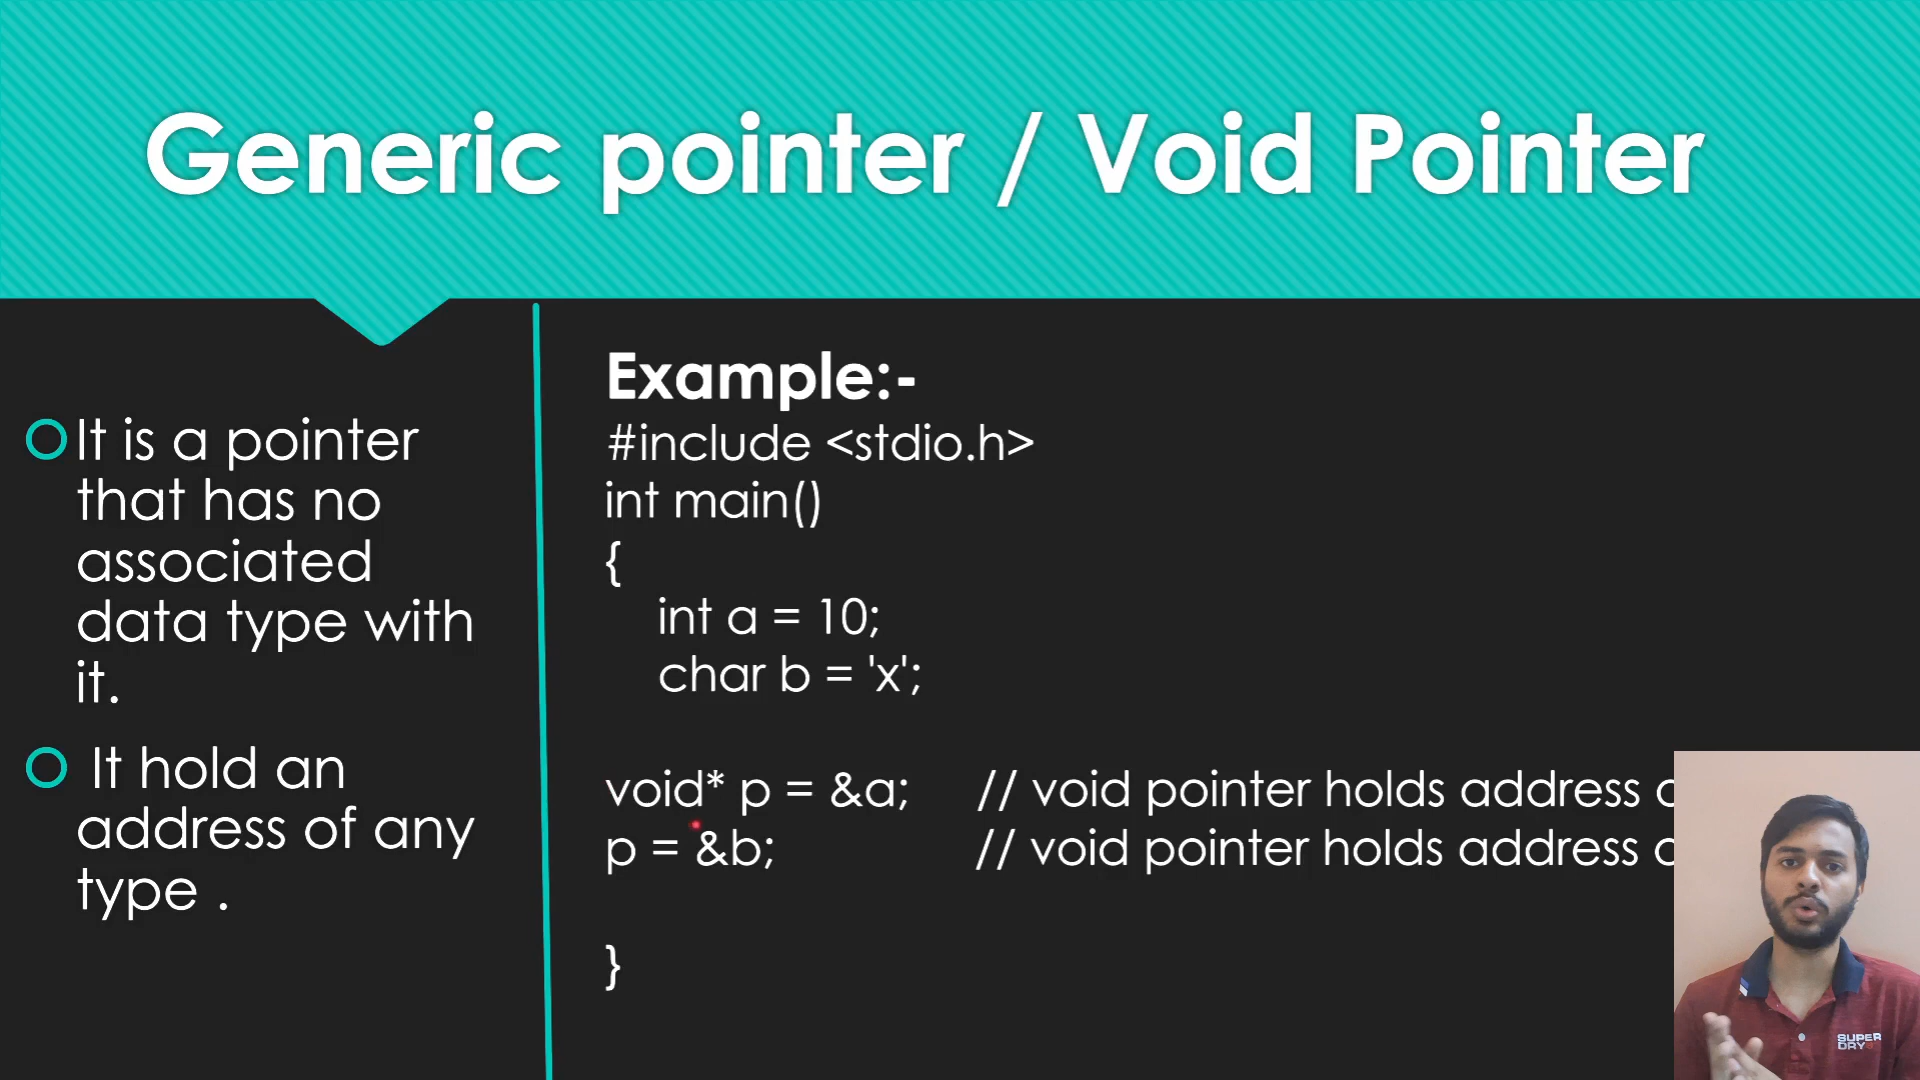 Generic pointer / Void Pointer
It is a pointer
that has no
associated
data type with
it.
It hold an
address of any
type .
Example:-
#include <stdio.h>
int main()
{
int a = 10;
char b = 'x';
void* p = &a; // void pointer holds address
p = &b; // void pointer holds address
}
SUPER
DRY